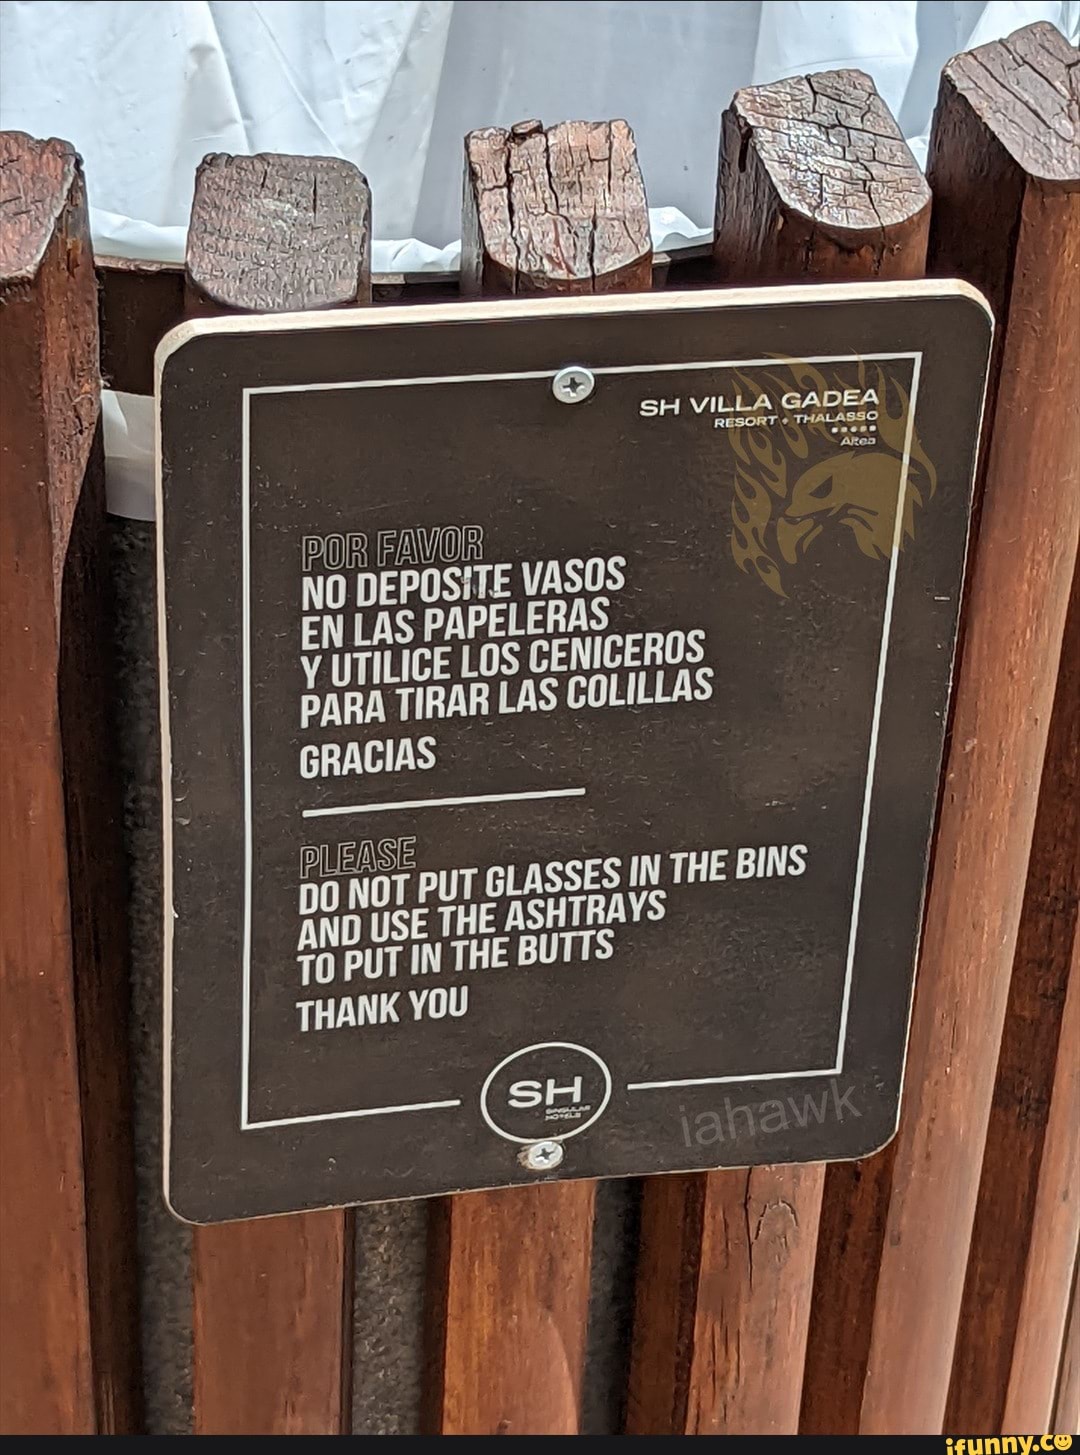 SH VILLA GADEA
RESORT • THALASSO
★★★★★
Altea
POR FAVOR
NO DEPOSITE VASOS
EN LAS PAPELERAS
Y UTILICE LOS CENICEROS
PARA TIRAR LAS COLILLAS
GRACIAS
PLEASE
DO NOT PUT GLASSES IN THE BINS
AND USE THE ASHTRAYS
TO PUT IN THE BUTTS
THANK YOU
SH
SINGULAR
HOTELS
iahawk
ifunny.co